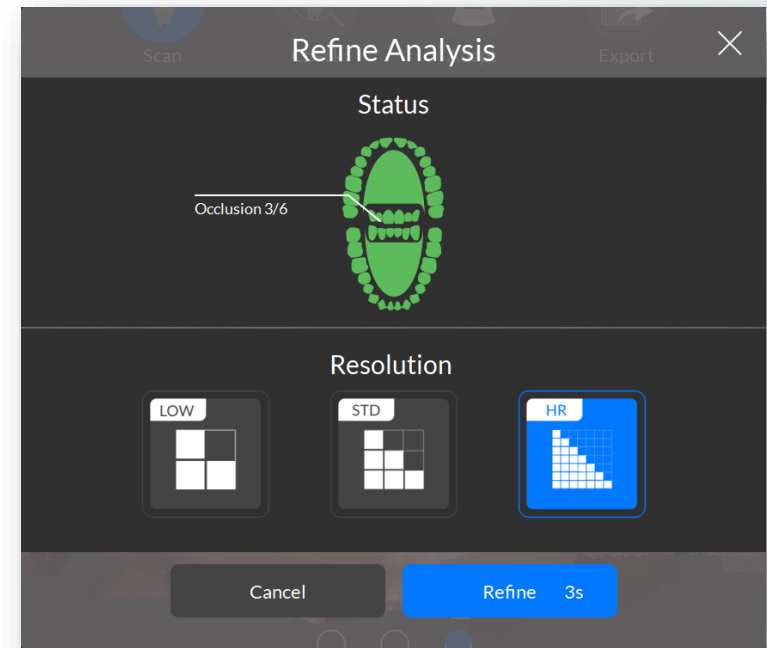 Scan
Export
Refine Analysis
Status
Occlusion 3/6
Resolution
LOW
STD
HR
Cancel
Refine 3s